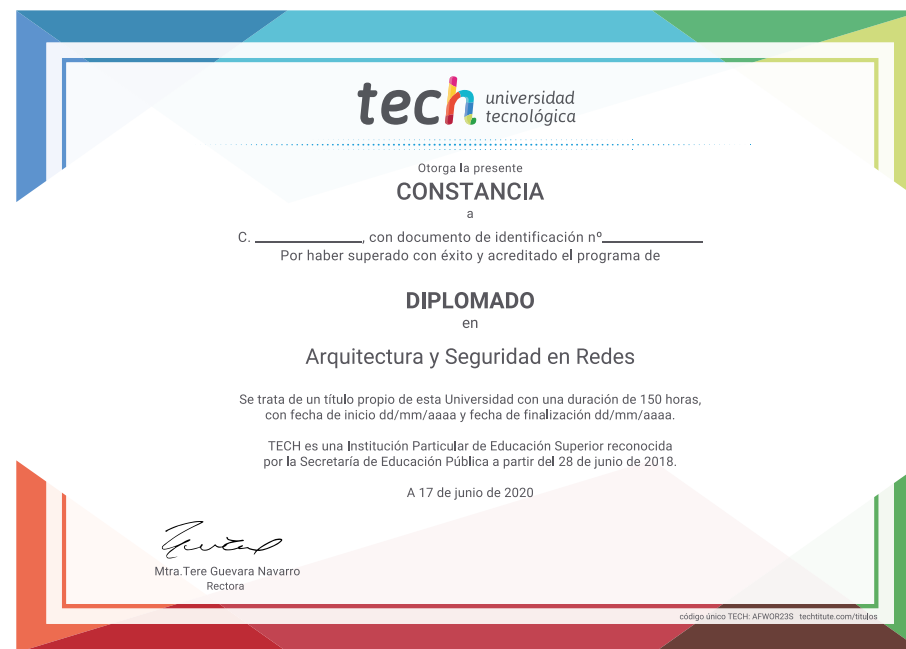 tech universidad
tecnológica
Otorga la presente
CONSTANCIA
a
C. ____________, con documento de identificación nº____________
Por haber superado con éxito y acreditado el programa de
DIPLOMADO
en
Arquitectura y Seguridad en Redes
Se trata de un título propio de esta Universidad con una duración de 150 horas,
con fecha de inicio dd/mm/aaaa y fecha de finalización dd/mm/aaaa.
TECH es una Institución Particular de Educación Superior reconocida
por la Secretaría de Educación Pública a partir del 28 de junio de 2018.
A 17 de junio de 2020
Mtra.Tere Guevara Navarro
Rectora
código único TECH: AFWOR23S techtitute.com/titulos